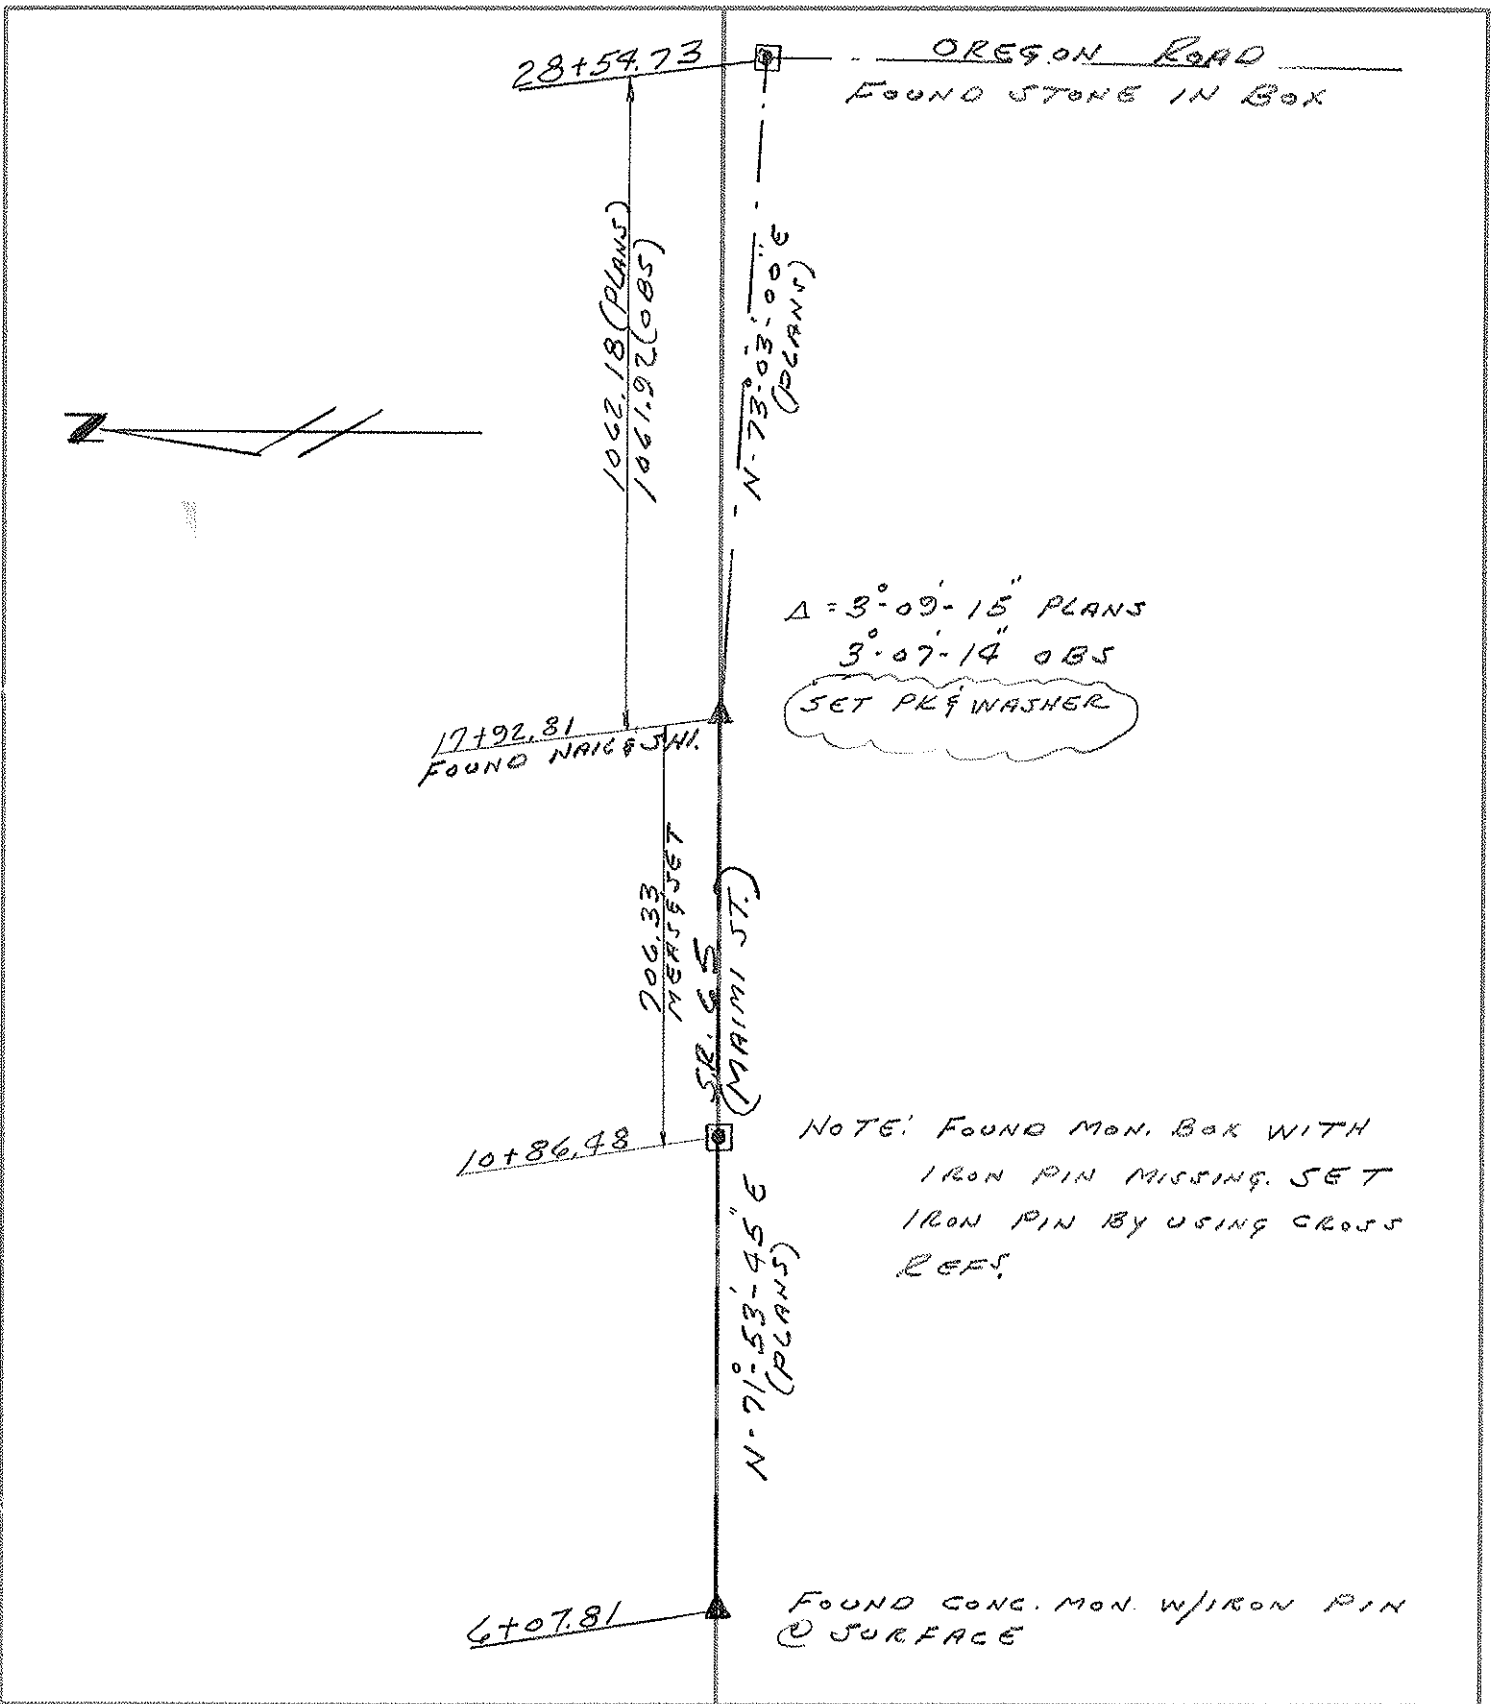 28+54.73
OREGON ROAD
FOUND STONE IN BOX
1062.18 (PLANS)
1061.92 (OBS)
N-73°-03'-00"E
(PLANS)
N
Δ = 3°-09'-15" PLANS
3°-07'-14" OBS
SET PK & WASHER
17+92.81
FOUND NAIL & SHI.
706.33
MEAS & SET
S.R. 65
(MAIMI ST.)
10+86.48
NOTE: FOUND MON. BOX WITH
IRON PIN MISSING. SET
IRON PIN BY USING CROSS
REFS.
N-71°-53'-45"E
(PLANS)
6+07.81
FOUND CONC. MON. W/IRON PIN
@ SURFACE